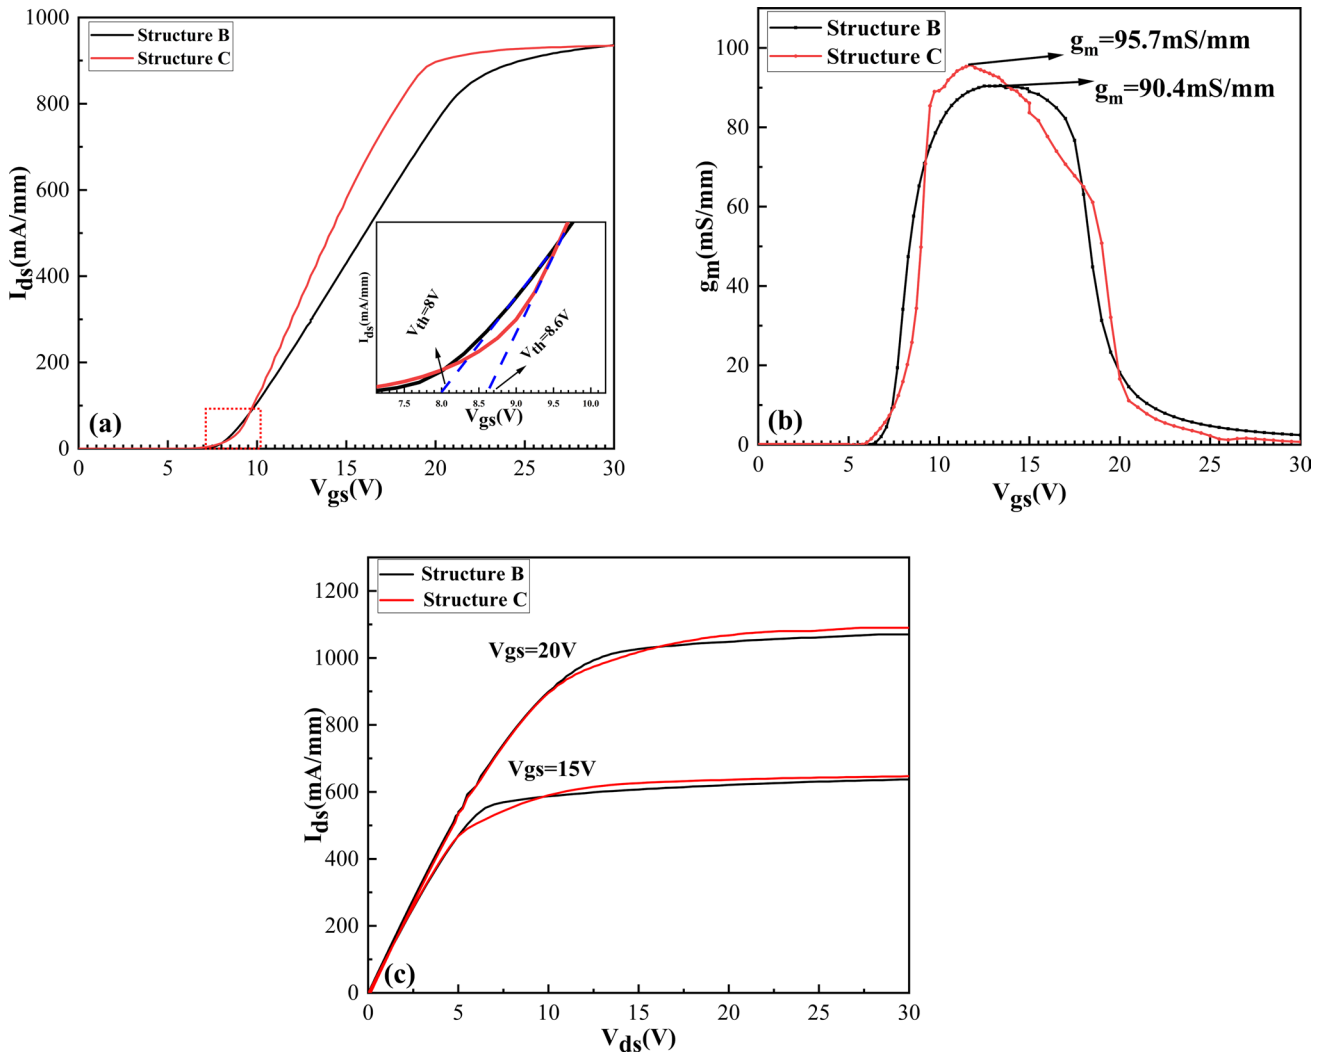 Structure B
Structure C
1000
800
600
400
200
0
Ids(mA/mm)
0
5
10
15
20
25
30
Vgs(V)
(a)
Ids(mA/mm)
Vth=8V
Vth=8.6V
7.5
8.0
8.5
9.0
9.5
10.0
Vgs(V)
Structure B
Structure C
gm=95.7mS/mm
gm=90.4mS/mm
100
80
60
40
20
0
gm(mS/mm)
0
5
10
15
20
25
30
Vgs(V)
(b)
Structure B
Structure C
Vgs=20V
Vgs=15V
1200
1000
800
600
400
200
0
Ids(mA/mm)
0
5
10
15
20
25
30
Vds(V)
(c)